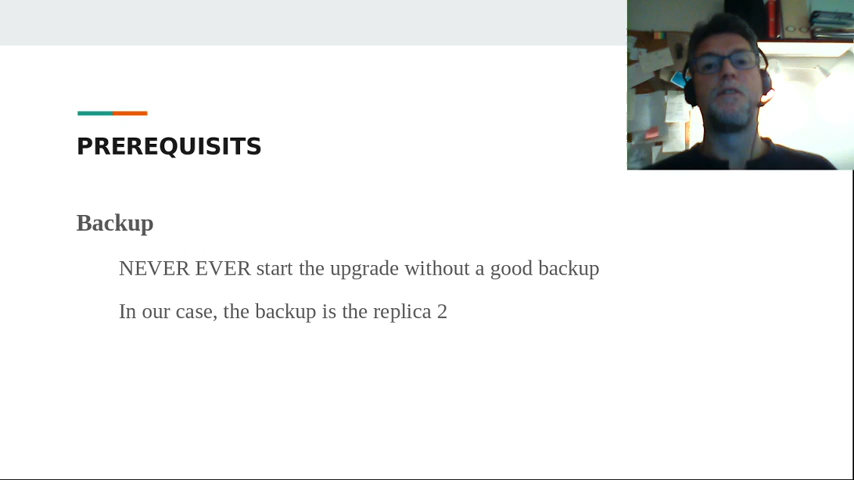 PREREQUISITS
Backup
NEVER EVER start the upgrade without a good backup
In our case, the backup is the replica 2